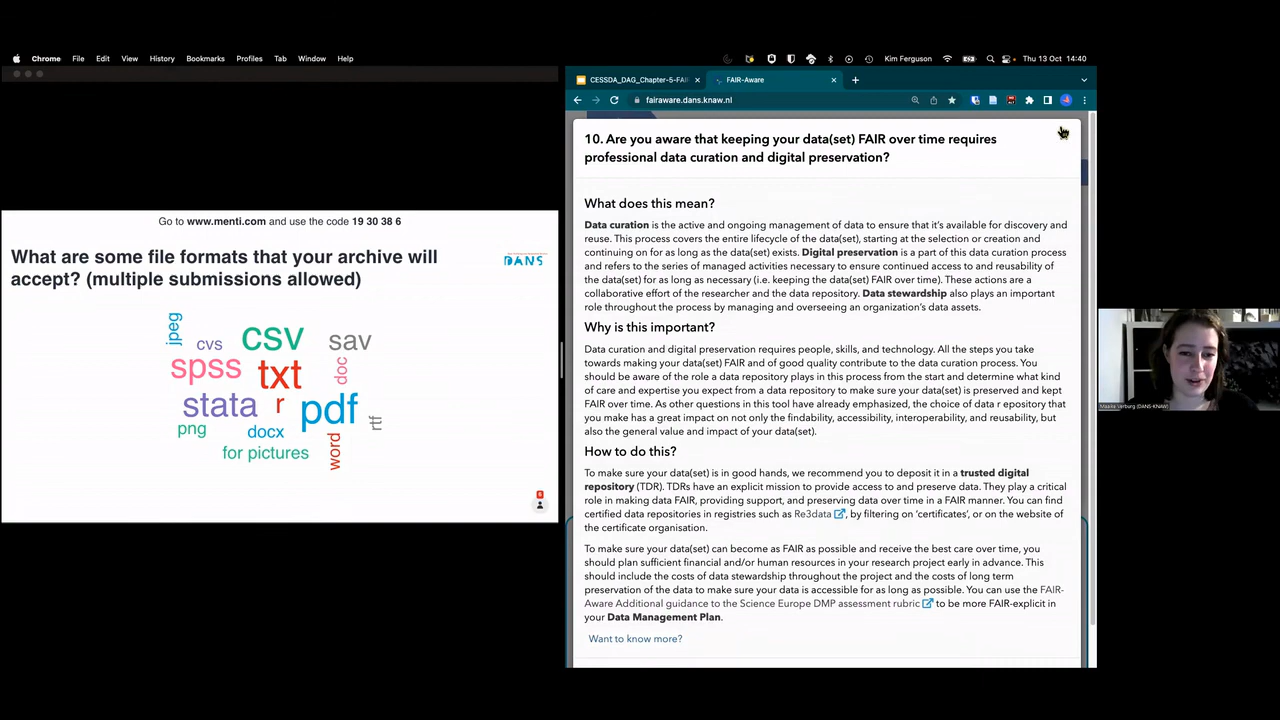 Chrome File Edit View History Bookmarks Profiles Tab Window Help
Kim Ferguson Thu 13 Oct 14:40
CESSDA_DAG_Chapter-5-FAI
FAIR-Aware
fairaware.dans.knaw.nl
Go to www.menti.com and use the code 19 30 38 6
What are some file formats that your archive will
accept? (multiple submissions allowed)
DANS
jpeg
cvs
csv
sav
spss
txt
doc
stata
r
pdf
rtf
png
docx
word
for pictures
10. Are you aware that keeping your data(set) FAIR over time requires
professional data curation and digital preservation?
What does this mean?
Data curation is the active and ongoing management of data to ensure that it's available for discovery and
reuse. This process covers the entire lifecycle of the data(set), starting at the selection or creation and
continuing on for as long as the data(set) exists. Digital preservation is a part of this data curation process
and refers to the series of managed activities necessary to ensure continued access to and reusability of
the data(set) for as long as necessary (i.e. keeping the data(set) FAIR over time). These actions are a
collaborative effort of the researcher and the data repository. Data stewardship also plays an important
role throughout the process by managing and overseeing an organization's data assets.
Why is this important?
Data curation and digital preservation requires people, skills, and technology. All the steps you take
towards making your data(set) FAIR and of good quality contribute to the data curation process. You
should be aware of the role a data repository plays in this process from the start and determine what kind
of care and expertise you expect from a data repository to make sure your data(set) is preserved and kept
FAIR over time. As other questions in this tool have already emphasized, the choice of data r epository that
you make has a great impact on not only the findability, accessibility, interoperability, and reusability, but
also the general value and impact of your data(set).
How to do this?
To make sure your data(set) is in good hands, we recommend you to deposit it in a trusted digital
repository (TDR). TDRs have an explicit mission to provide access to and preserve data. They play a critical
role in making data FAIR, providing support, and preserving data over time in a FAIR manner. You can find
certified data repositories in registries such as Re3data, by filtering on 'certificates', or on the website of
the certificate organisation.
To make sure your data(set) can become as FAIR as possible and receive the best care over time, you
should plan sufficient financial and/or human resources in your research project early in advance. This
should include the costs of data stewardship throughout the project and the costs of long term
preservation of the data to make sure your data is accessible for as long as possible. You can use the FAIR-
Aware Additional guidance to the Science Europe DMP assessment rubric to be more FAIR-explicit in
your Data Management Plan.
Want to know more?
Maaike Verburg (DANS-KNAW)